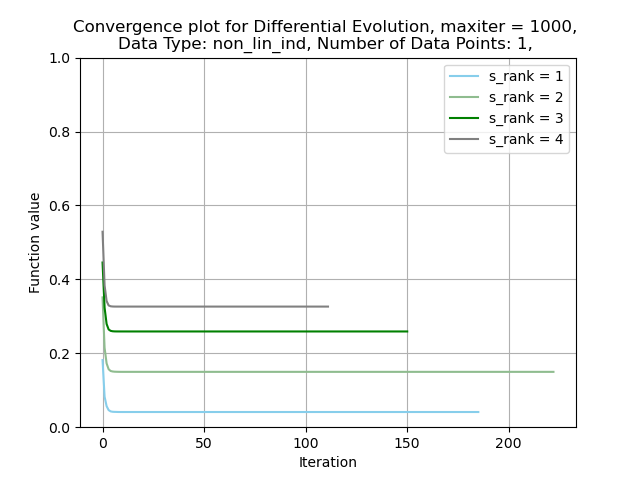 Convergence plot for Differential Evolution, maxiter = 1000,
Data Type: non_lin_ind, Number of Data Points: 1,
1.0
0.8
0.6
0.4
0.2
0.0
Function value
s_rank = 1
s_rank = 2
s_rank = 3
s_rank = 4
0 50 100 150 200
Iteration